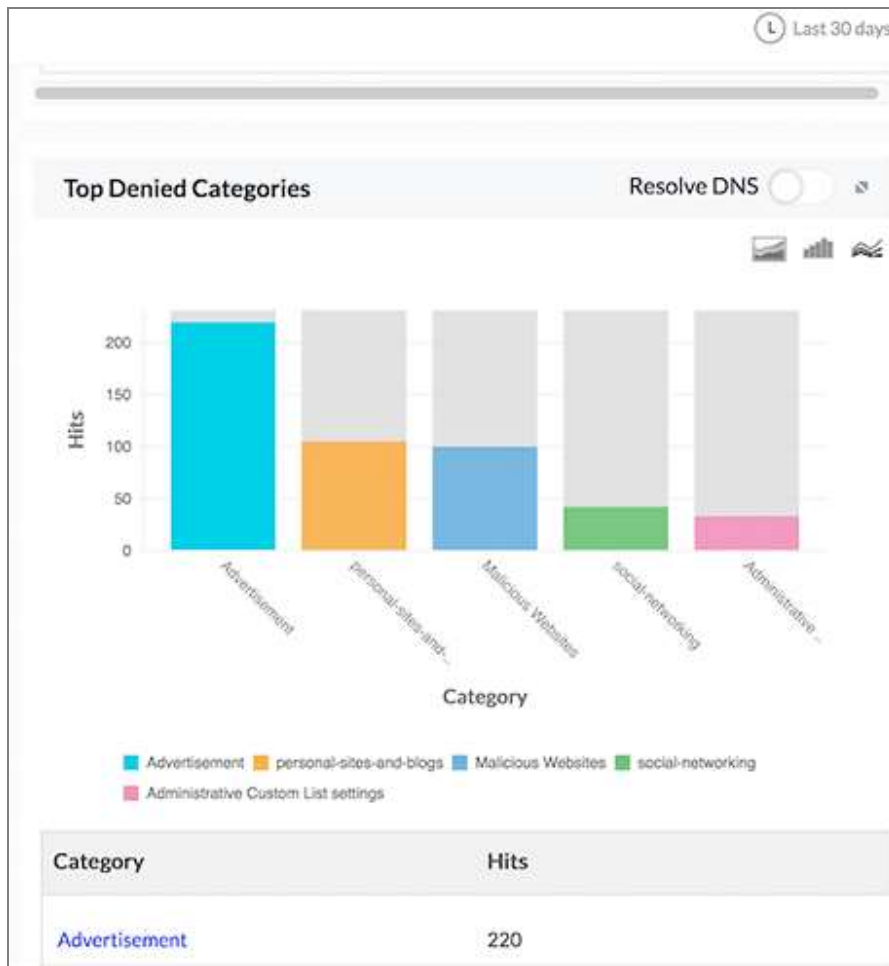 Last 30 days
Top Denied Categories Resolve DNS
200
150
100
50
0
Hits
Advertisement
personal-sites-and-...
Malicious Websites
social-networking
Administrative ...
Category
Advertisement personal-sites-and-blogs Malicious Websites social-networking
Administrative Custom List settings
Category Hits
Advertisement 220